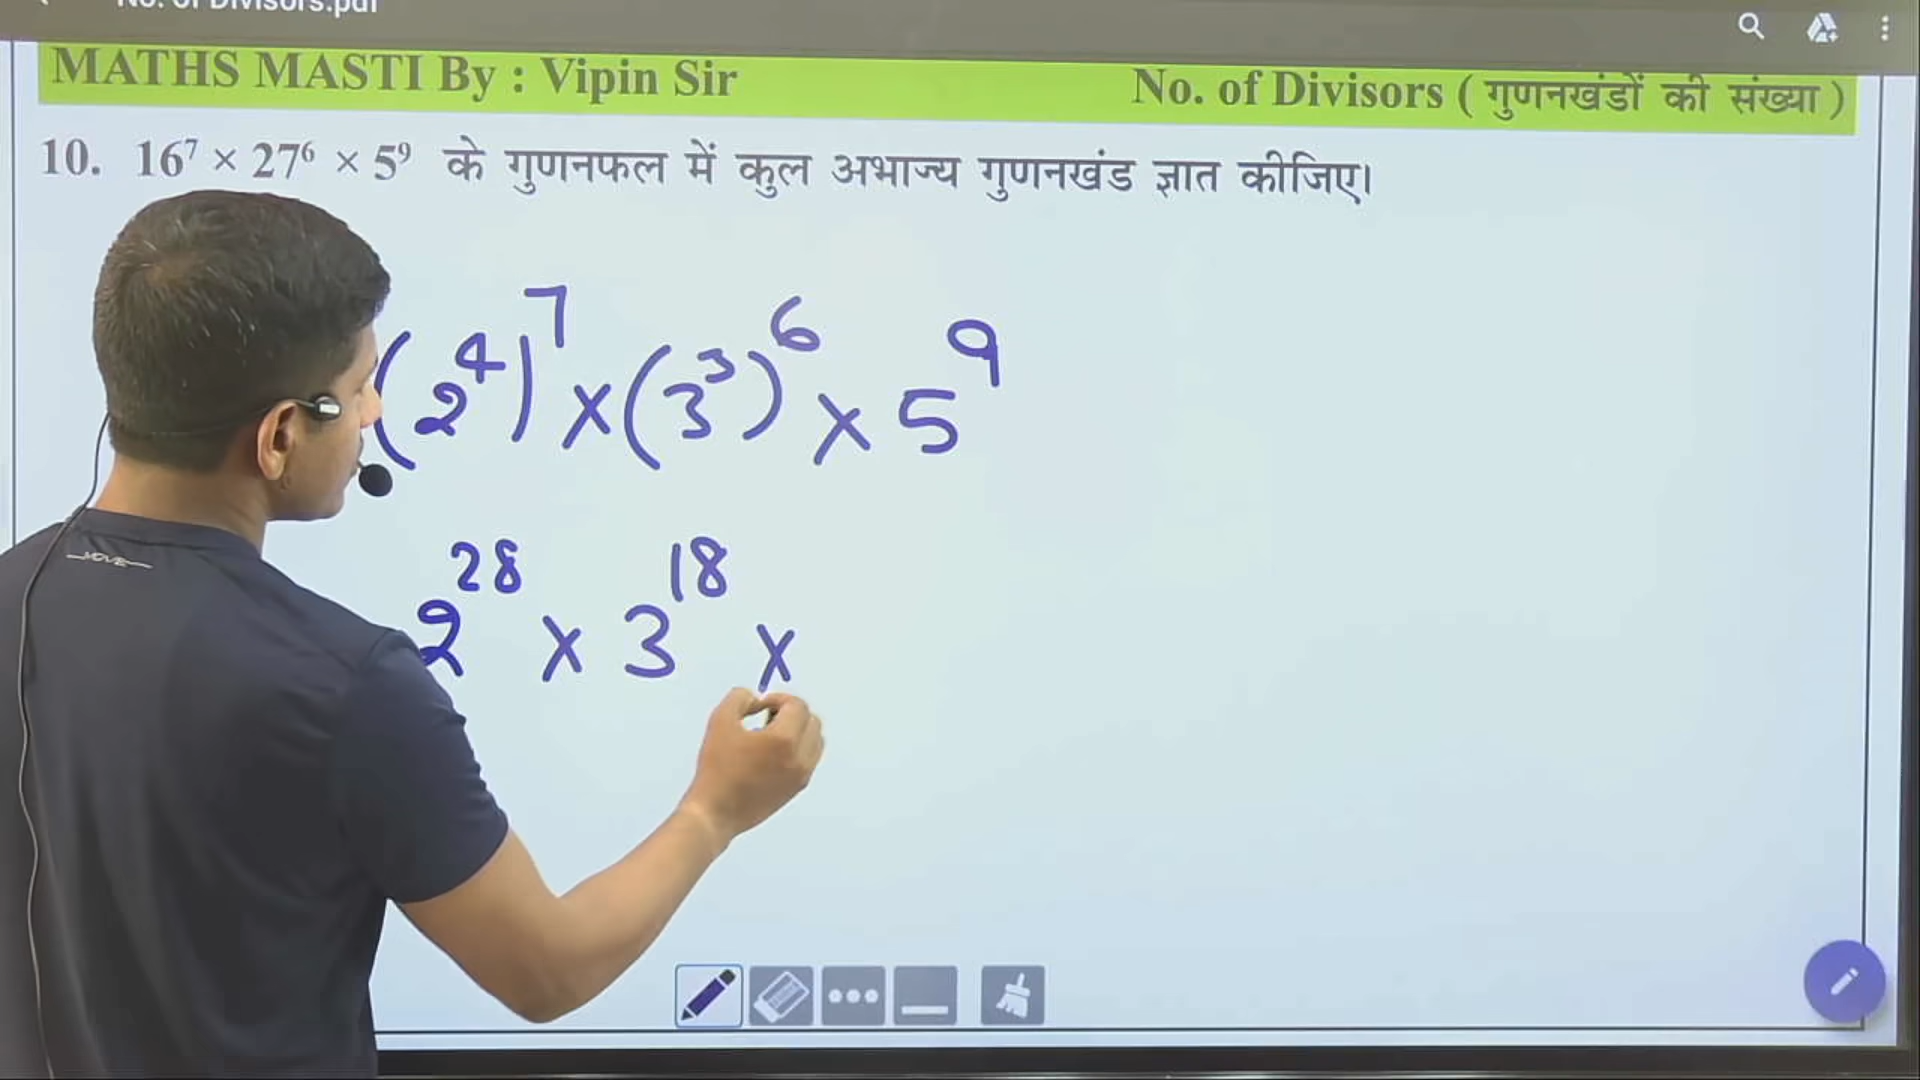 No. of Divisors.pdf
MATHS MASTI By : Vipin Sir
No. of Divisors ( गुणनखंडों की संख्या )
10. 16⁷ × 27⁶ × 5⁹ के गुणनफल में कुल अभाज्य गुणनखंड ज्ञात कीजिए।
(2⁴)⁷ × (3³)⁶ × 5⁹
2²⁸ × 3¹⁸ ×